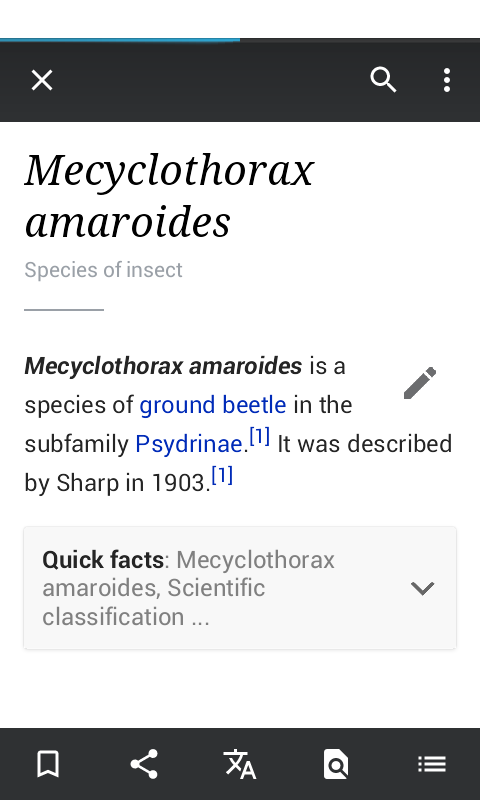 Mecyclothorax
amaroides
Species of insect
Mecyclothorax amaroides is a
species of ground beetle in the
subfamily Psydrinae.[1] It was described
by Sharp in 1903.[1]
Quick facts: Mecyclothorax
amaroides, Scientific
classification ...